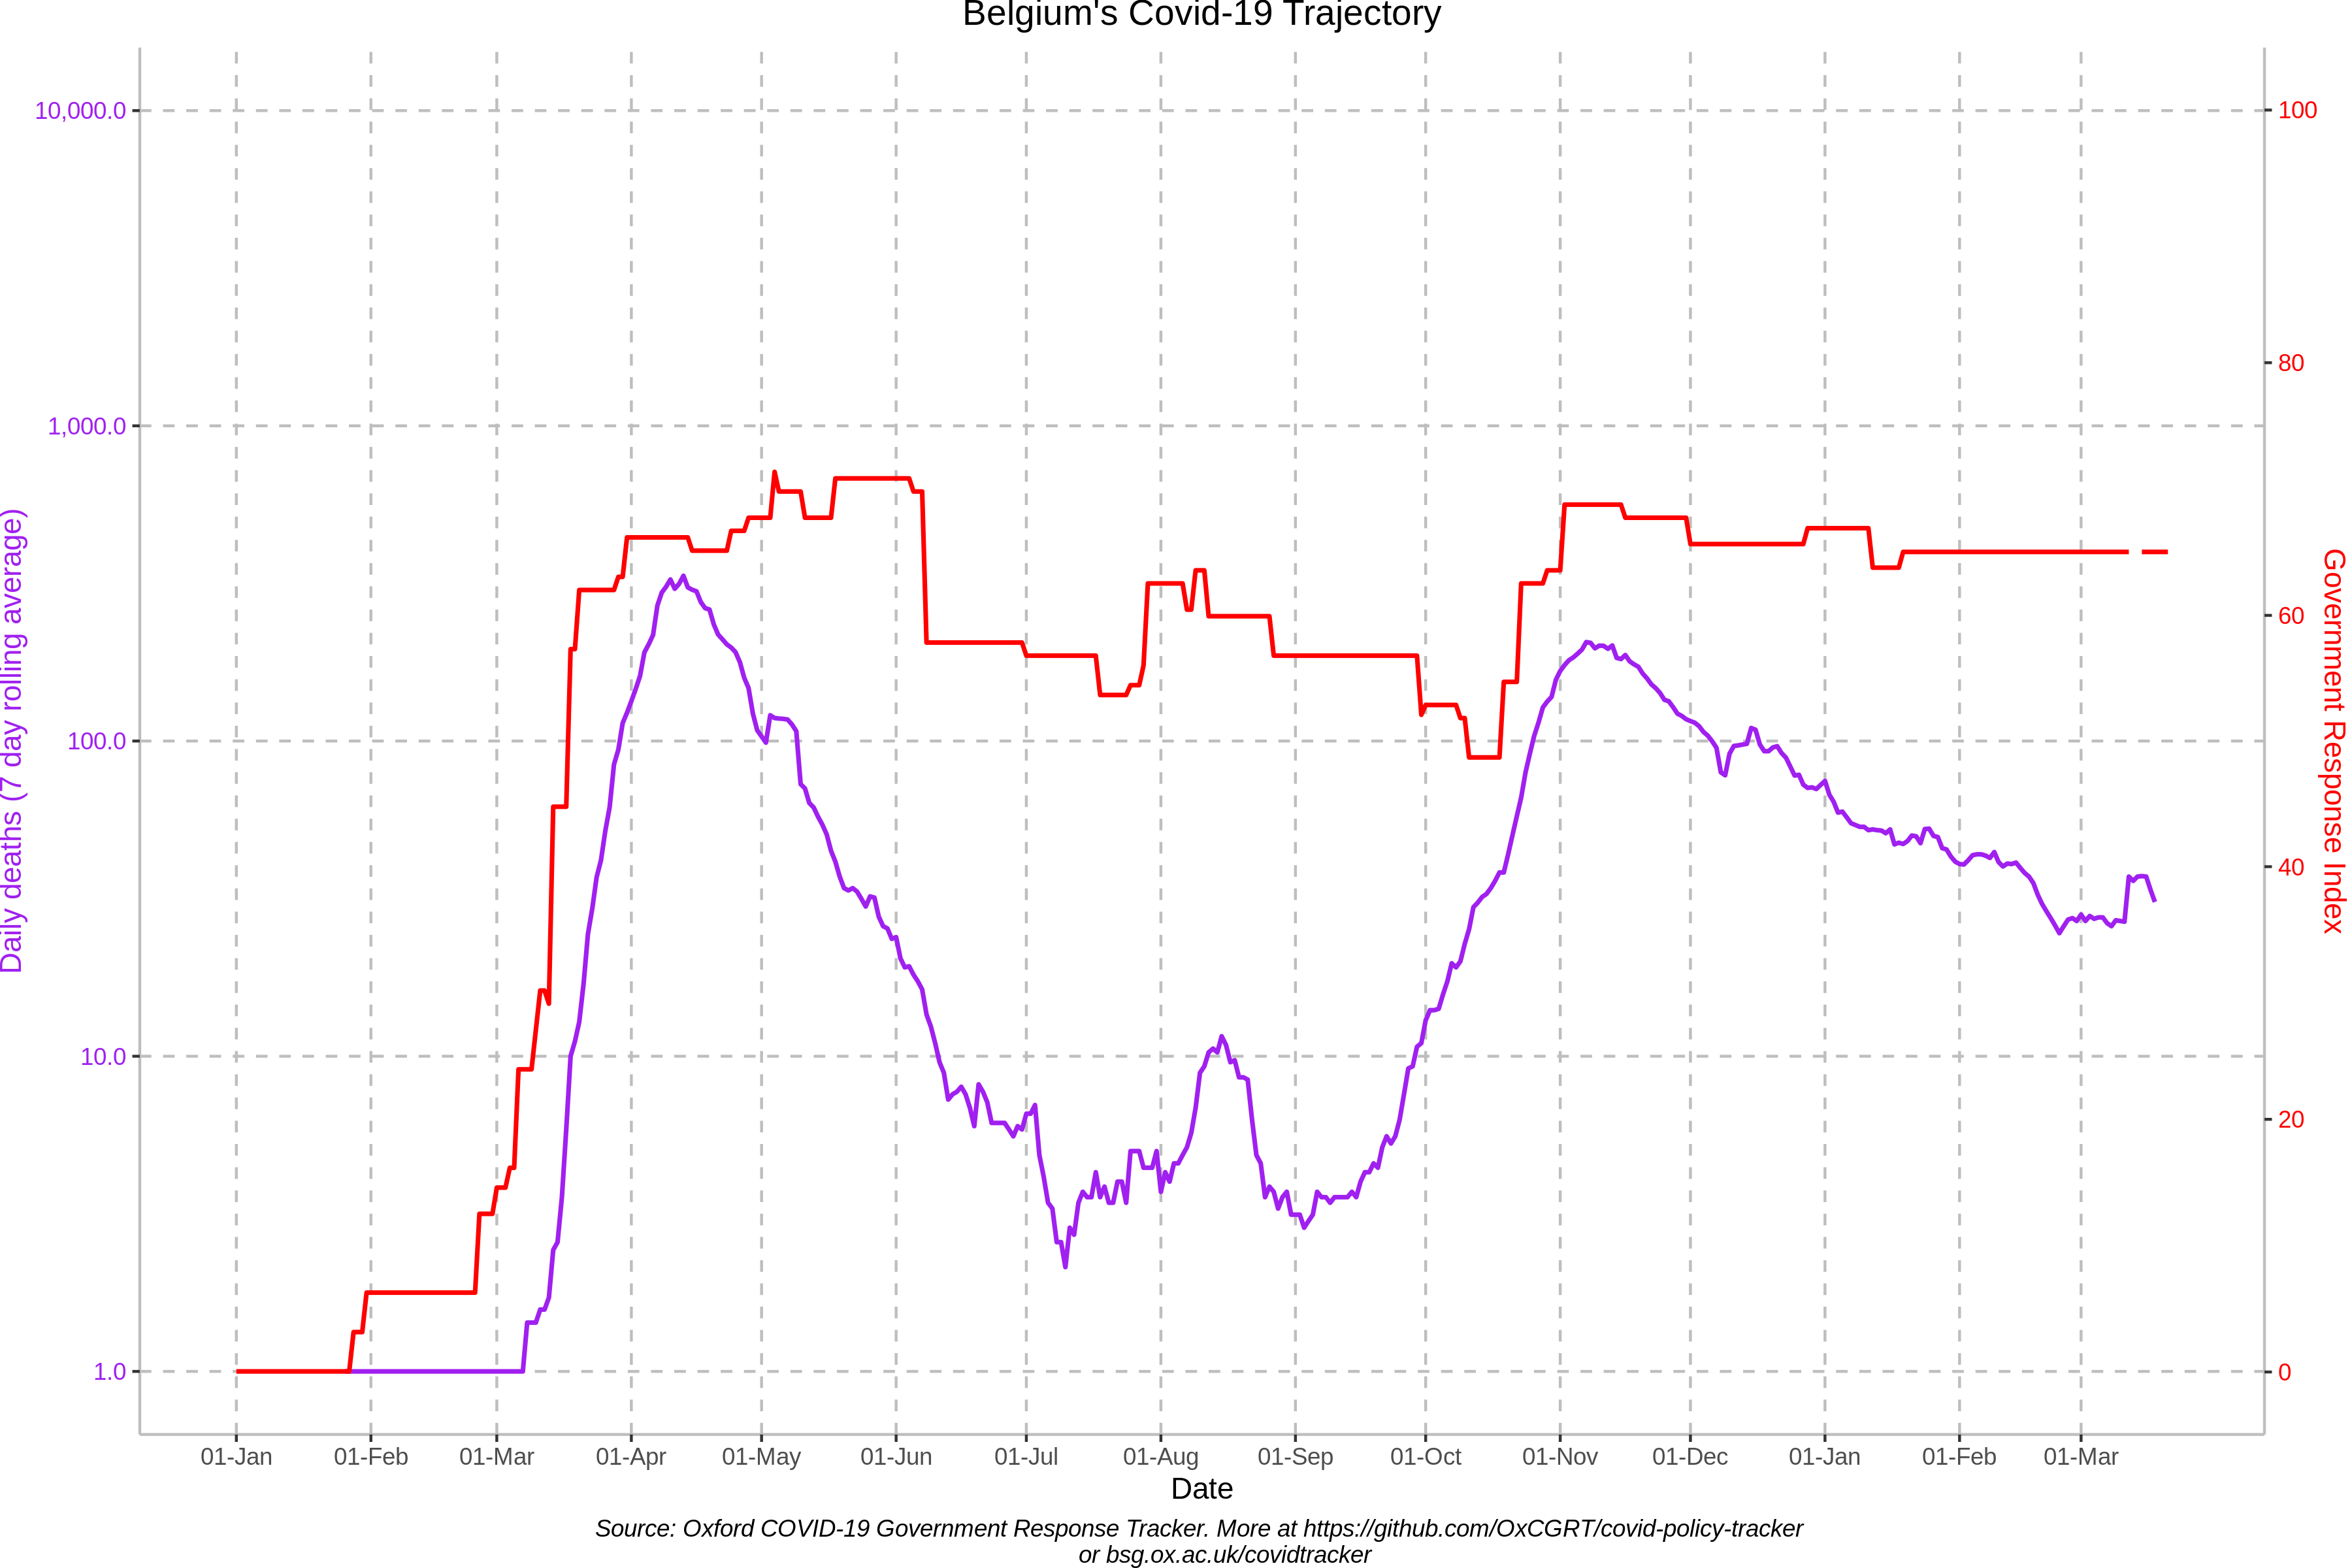 Belgium's Covid-19 Trajectory
10,000.0
1,000.0
100.0
10.0
1.0
Daily deaths (7 day rolling average)
100
80
60
40
20
0
Government Response Index
01-Jan
01-Feb
01-Mar
01-Apr
01-May
01-Jun
01-Jul
01-Aug
01-Sep
01-Oct
01-Nov
01-Dec
01-Jan
01-Feb
01-Mar
Date
Source: Oxford COVID-19 Government Response Tracker. More at https://github.com/OxCGRT/covid-policy-tracker
or bsg.ox.ac.uk/covidtracker